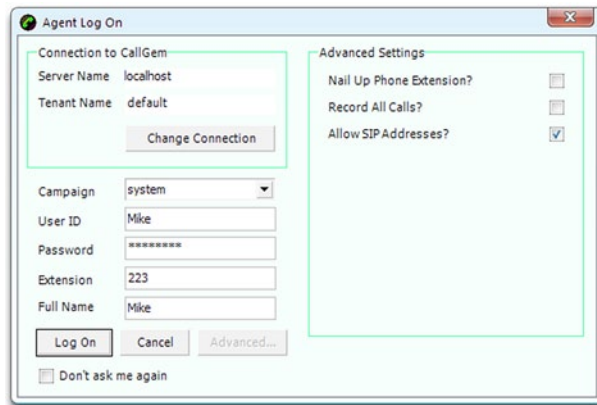 Agent Log On
Connection to CallGem
Server Name localhost
Tenant Name default
Change Connection
Campaign system
User ID Mike
Password ********
Extension 223
Full Name Mike
Log On Cancel Advanced...
Don't ask me again
Advanced Settings
Nail Up Phone Extension?
Record All Calls?
Allow SIP Addresses?